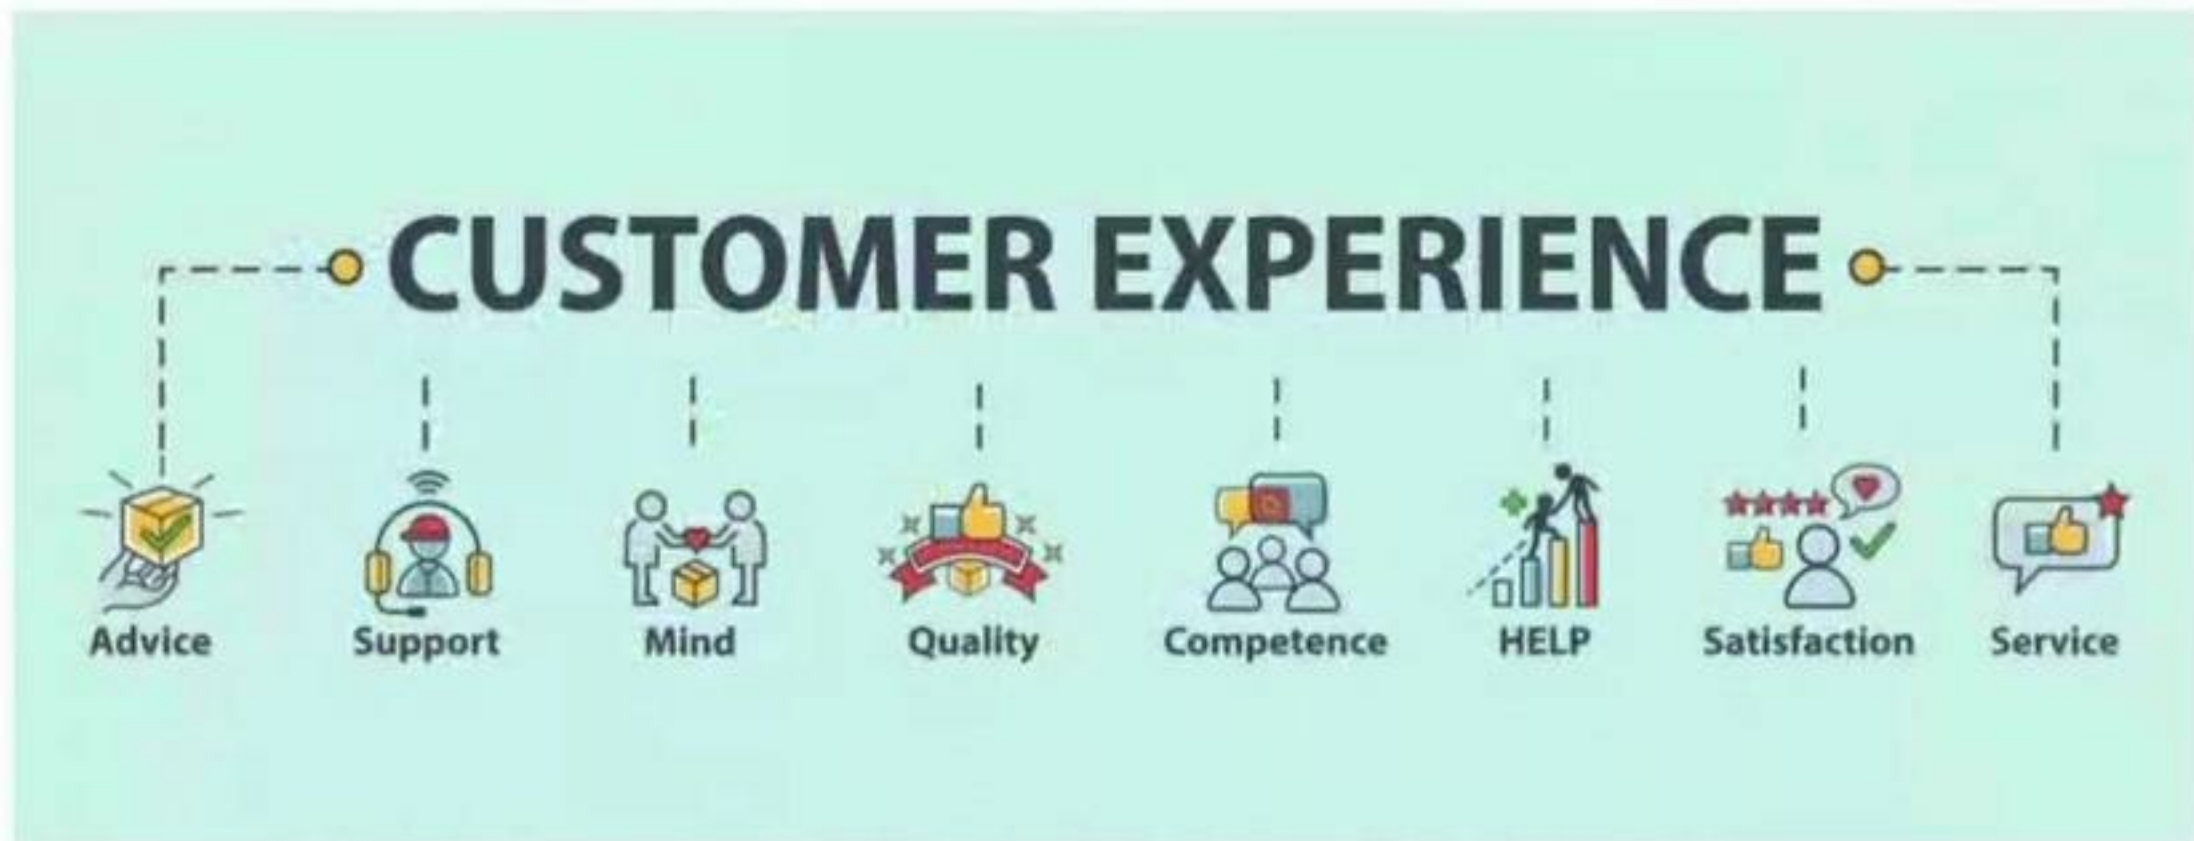 CUSTOMER EXPERIENCE
Advice
Support
Mind
Quality
Competence
HELP
Satisfaction
Service